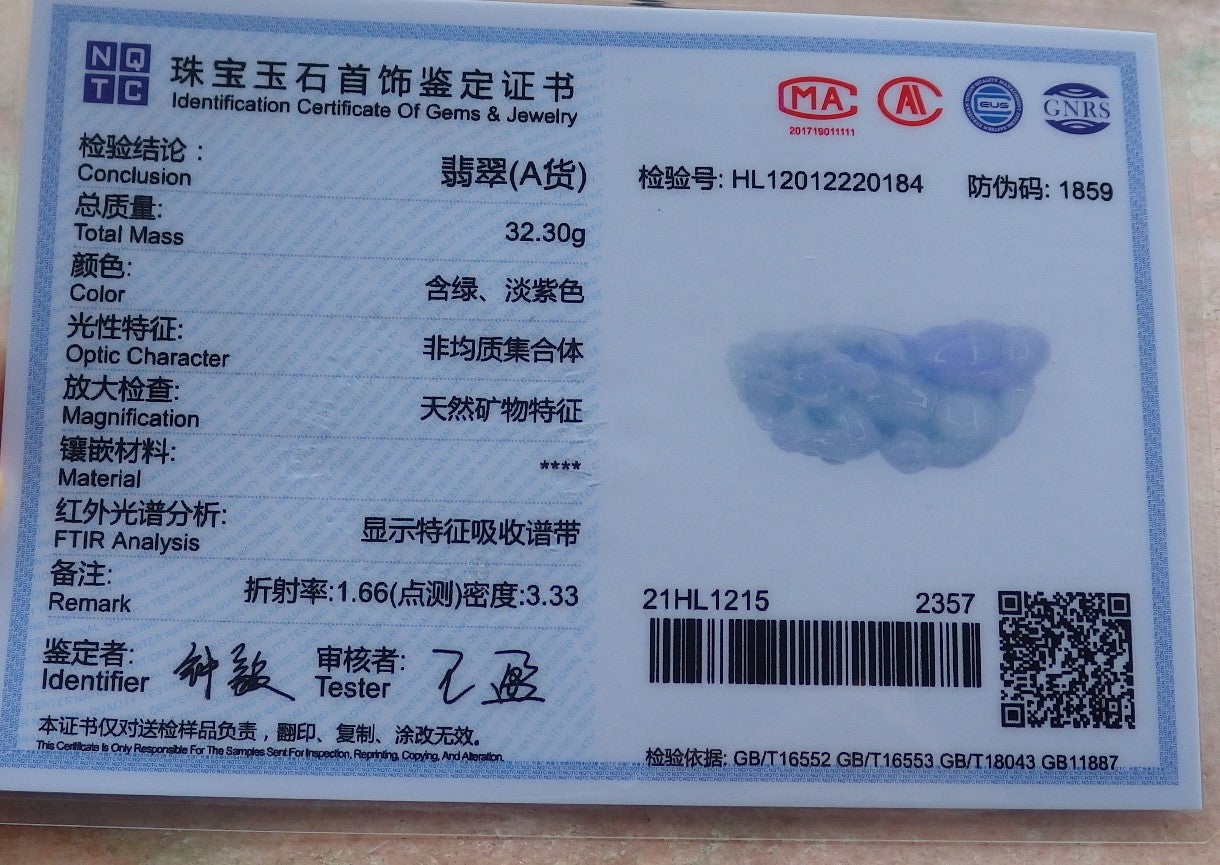 NQ
TC
珠宝玉石首饰鉴定证书
Identification Certificate Of Gems & Jewelry
检验结论：
Conclusion
翡翠(A货)
总质量:
Total Mass
32.30g
颜色:
Color
含绿、淡紫色
光性特征:
Optic Character
非均质集合体
放大检查:
Magnification
天然矿物特征
镶嵌材料:
Material
****
红外光谱分析:
FTIR Analysis
显示特征吸收谱带
备注:
Remark
折射率:1.66(点测)密度:3.33
鉴定者:
Identifier
审核者:
Tester
本证书仅对送检样品负责，翻印、复制、涂改无效。
This Certificate Is Only Responsible For The Samples Sent For Inspection, Reprinting, Copying, And Alteration.
MA
201719011111
EUS
GNRS
检验号: HL12012220184
防伪码: 1859
21HL1215
2357
检验依据: GB/T16552 GB/T16553 GB/T18043 GB11887